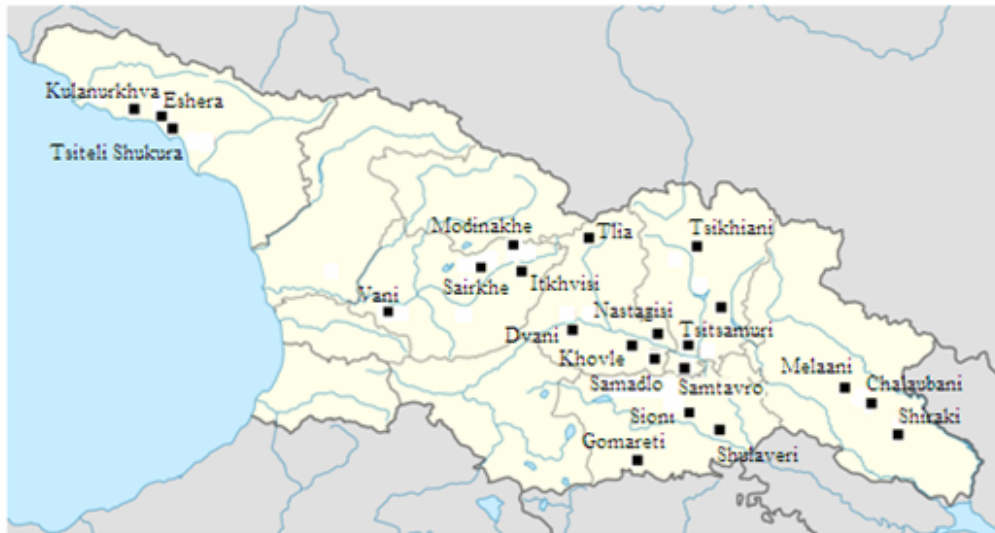 Kulanurkhva
Eshera
Tsiteli Shukura
Modinakhe
Tlia
Tsikhiani
Sairkhe
Itkhvisi
Vani
Nastagisi
Dvani
Tsitsamuri
Khovle
Melaani
Chalaubani
Samadlo
Samtavro
Sioni
Shiraki
Gomareti
Shulaveri